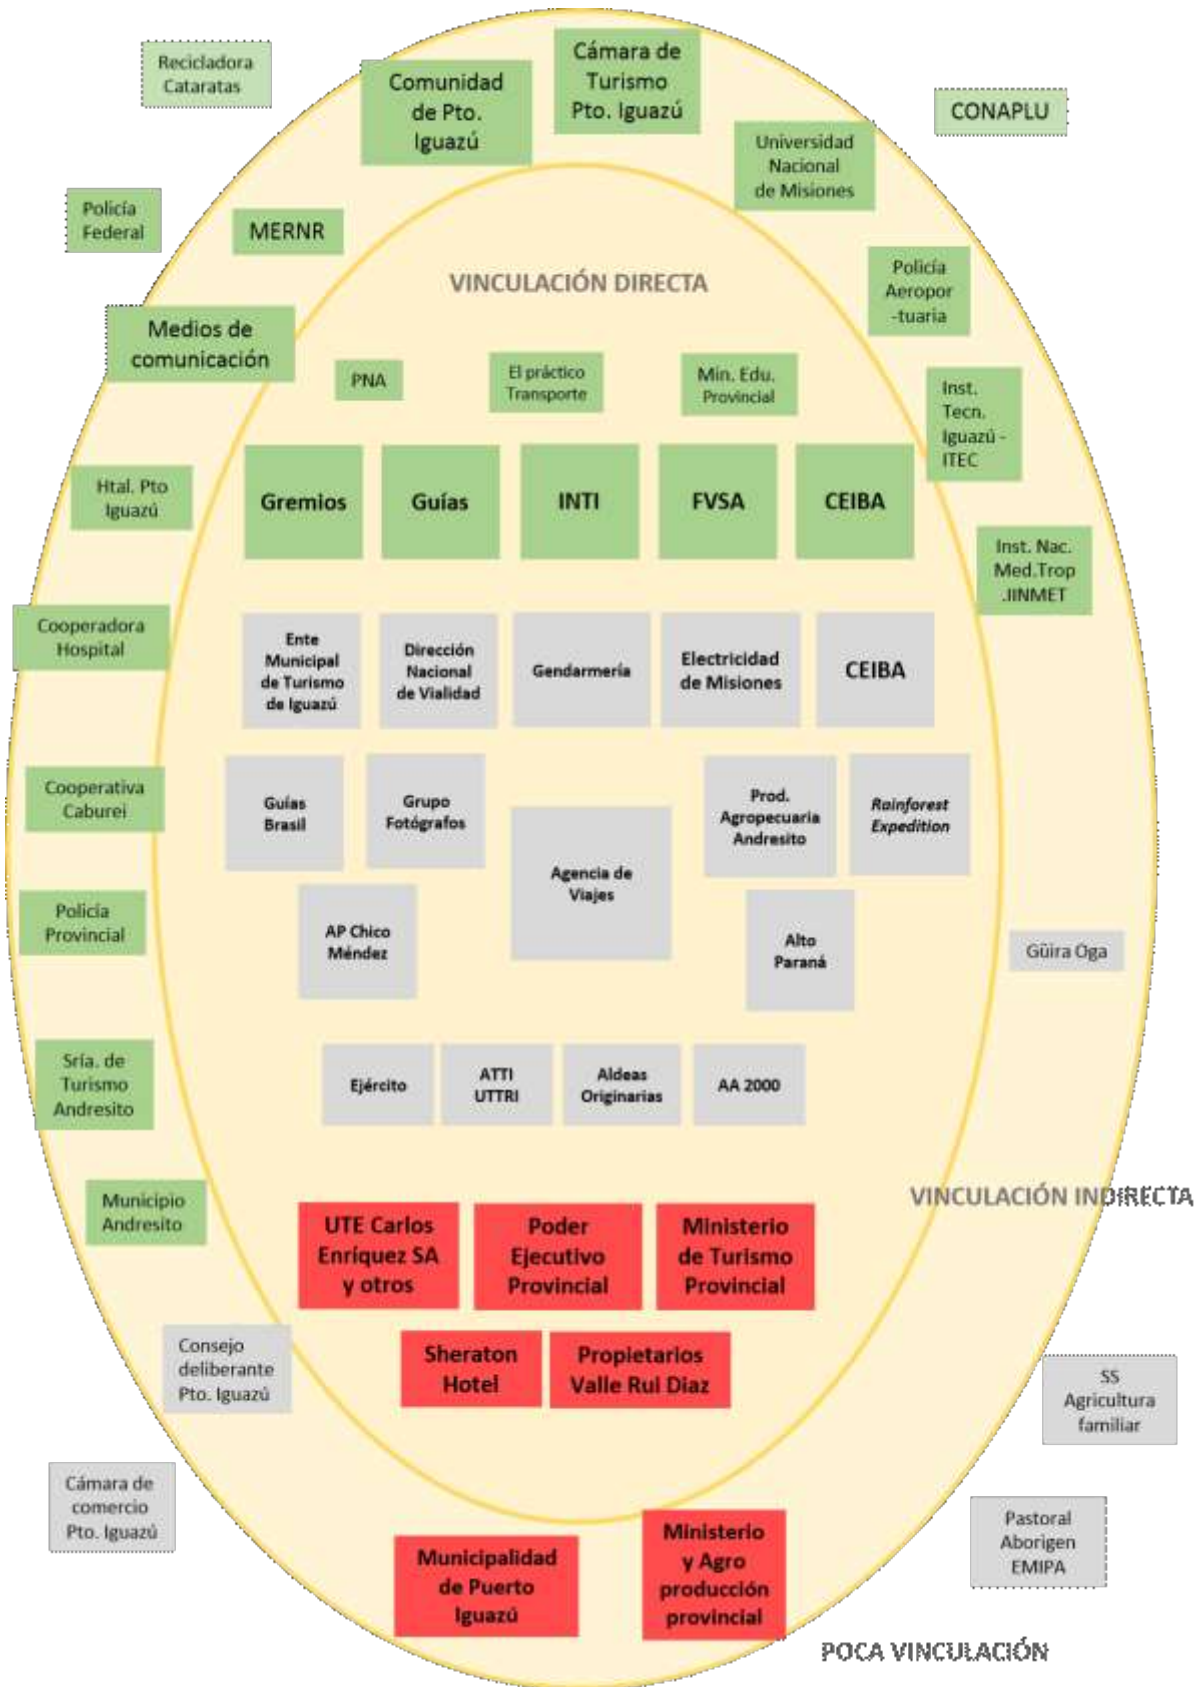 Recicladora
Cataratas
Comunidad
de Pto.
Iguazú
Cámara de
Turismo
Pto. Iguazú
CONAPLU
Universidad
Nacional
de Misiones
Policía
Federal
MERNR
VINCULACIÓN DIRECTA
Policía
Aeropor
-tuaria
Medios de
comunicación
PNA
El práctico
Transporte
Min. Edu.
Provincial
Inst.
Tecn.
Iguazú -
ITEC
Htal. Pto
Iguazú
Gremios
Guías
INTI
FVSA
CEIBA
Inst. Nac.
Med.Trop
.IINMET
Cooperadora
Hospital
Ente
Municipal
de Turismo
de Iguazú
Dirección
Nacional
de Vialidad
Gendarmería
Electricidad
de Misiones
CEIBA
Cooperativa
Caburei
Guías
Brasil
Grupo
Fotógrafos
Agencia de
Viajes
Prod.
Agropecuaria
Andresito
Rainforest
Expedition
Policía
Provincial
AP Chico
Méndez
Alto
Paraná
Güira Oga
Sría. de
Turismo
Andresito
Ejército
ATTI
UTTRI
Aldeas
Originarias
AA 2000
Municipio
Andresito
UTE Carlos
Enríquez SA
y otros
Poder
Ejecutivo
Provincial
Ministerio
de Turismo
Provincial
VINCULACIÓN INDIRECTA
Consejo
deliberante
Pto. Iguazú
Sheraton
Hotel
Propietarios
Valle Rui Diaz
SS
Agricultura
familiar
Cámara de
comercio
Pto. Iguazú
Municipalidad
de Puerto
Iguazú
Ministerio
y Agro
producción
provincial
Pastoral
Aborigen
EMIPA
POCA VINCULACIÓN